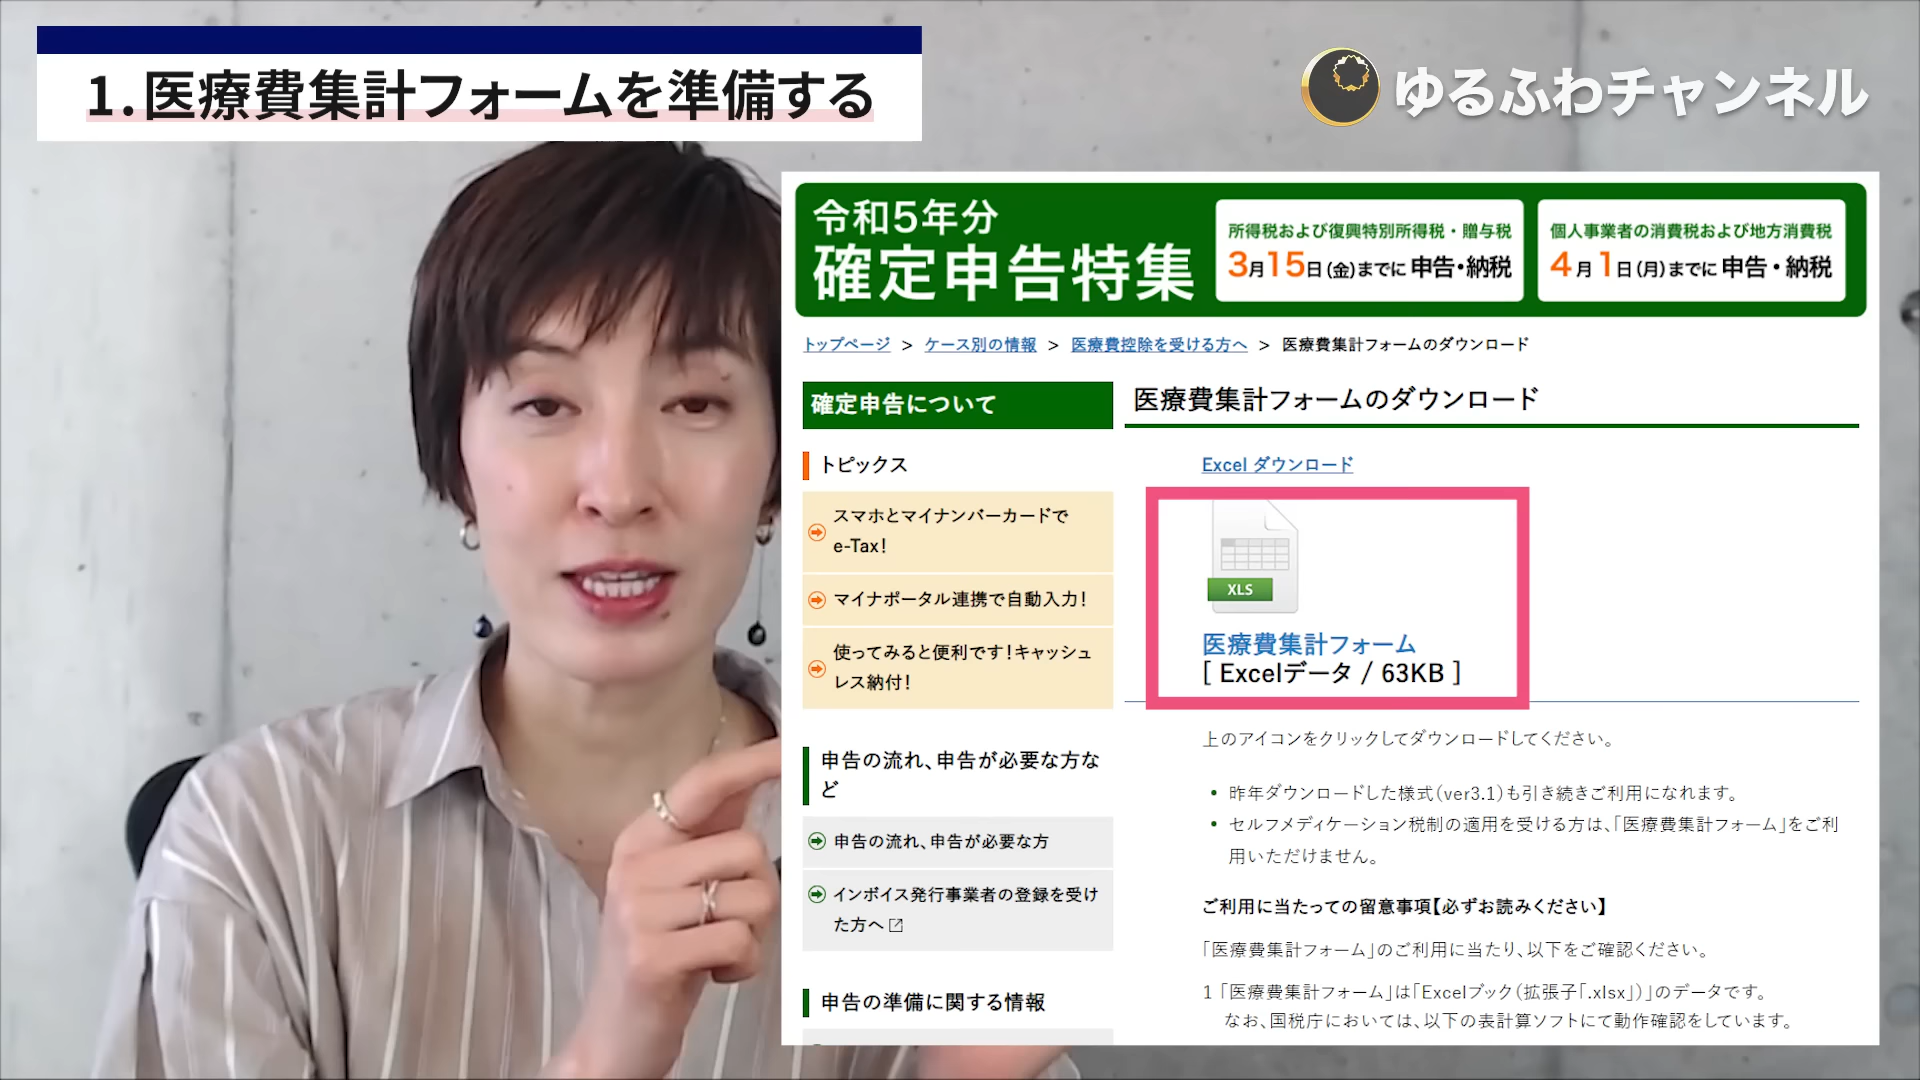 1.医療費集計フォームを準備する
ゆるふわチャンネル
令和5年分
確定申告特集
所得税および復興特別所得税・贈与税
3月15日(金)までに 申告・納税
個人事業者の消費税および地方消費税
4月1日(月)までに 申告・納税
トップページ > ケース別の情報 > 医療費控除を受ける方へ > 医療費集計フォームのダウンロード
確定申告について
トピックス
スマホとマイナンバーカードで
e-Tax!
マイナポータル連携で自動入力!
使ってみると便利です!キャッシュ
レス納付!
申告の流れ、申告が必要な方な
ど
申告の流れ、申告が必要な方
インボイス発行事業者の登録を受け
た方へ
申告の準備に関する情報
医療費集計フォームのダウンロード
Excel ダウンロード
XLS
医療費集計フォーム
[ Excelデータ / 63KB ]
上のアイコンをクリックしてダウンロードしてください。
• 昨年ダウンロードした様式(ver3.1)も引き続きご利用になれます。
• セルフメディケーション税制の適用を受ける方は、「医療費集計フォーム」をご利
用いただけません。
ご利用に当たっての留意事項【必ずお読みください】
「医療費集計フォーム」のご利用に当たり、以下をご確認ください。
1 「医療費集計フォーム」は「Excelブック(拡張子「.xlsx」)」のデータです。
なお、国税庁においては、以下の表計算ソフトにて動作確認をしています。